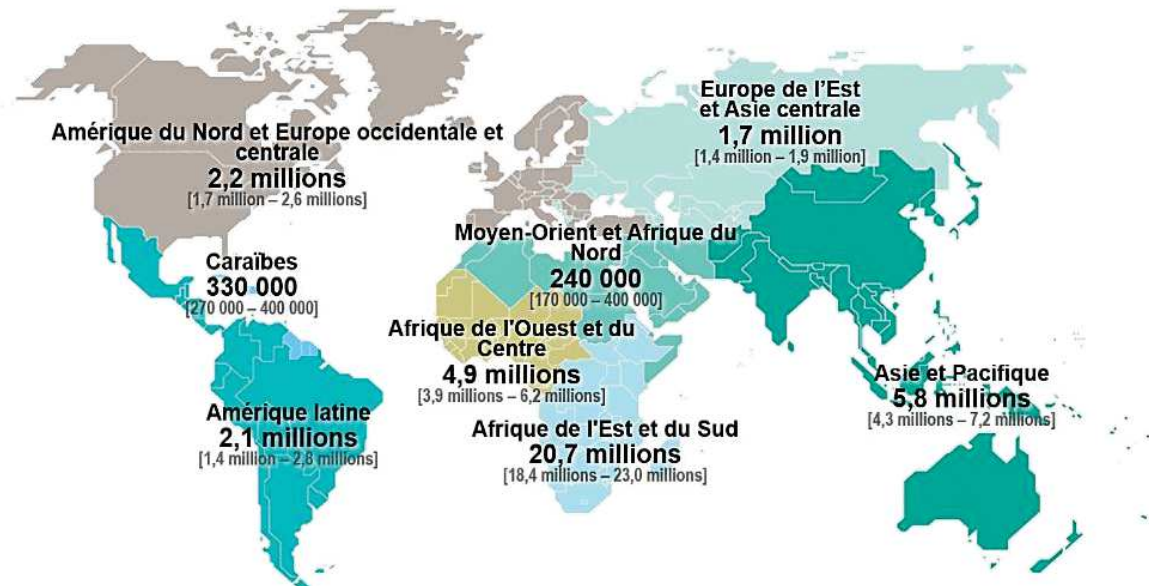 Amérique du Nord et Europe occidentale et
centrale
2,2 millions
[1,7 million – 2,6 millions]
Europe de l'Est
et Asie centrale
1,7 million
[1,4 million – 1,9 million]
Caraïbes
330 000
[270 000 – 400 000]
Moyen-Orient et Afrique du
Nord
240 000
[170 000 – 400 000]
Afrique de l'Ouest et du
Centre
4,9 millions
[3,9 millions – 6,2 millions]
Amérique latine
2,1 millions
[1,4 million – 2,8 millions]
Afrique de l'Est et du Sud
20,7 millions
[18,4 millions – 23,0 millions]
Asie et Pacifique
5,8 millions
[4,3 millions – 7,2 millions]